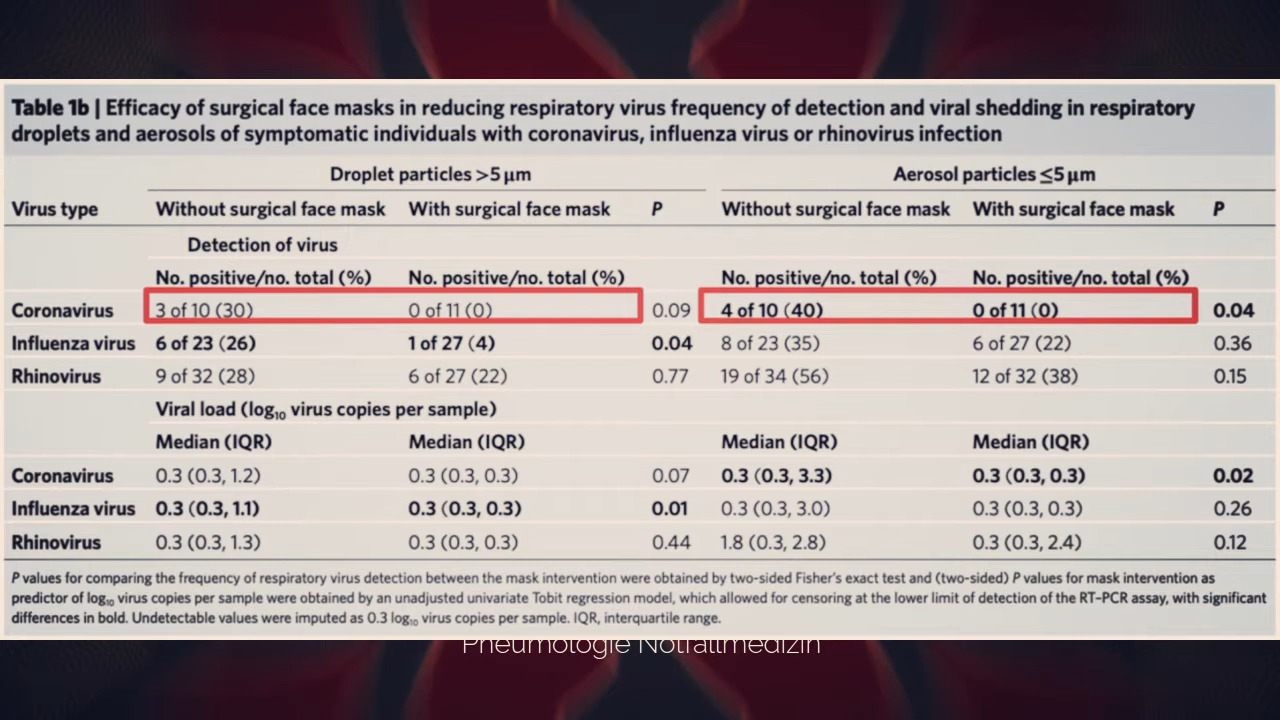 Table 1b | Efficacy of surgical face masks in reducing respiratory virus frequency of detection and viral shedding in respiratory
droplets and aerosols of symptomatic individuals with coronavirus, influenza virus or rhinovirus infection
Droplet particles >5 μm Aerosol particles ≤5 μm
Virus type Without surgical face mask With surgical face mask P Without surgical face mask With surgical face mask P
Detection of virus
No. positive/no. total (%) No. positive/no. total (%) No. positive/no. total (%) No. positive/no. total (%)
Coronavirus 3 of 10 (30) 0 of 11 (0) 0.09 4 of 10 (40) 0 of 11 (0) 0.04
Influenza virus 6 of 23 (26) 1 of 27 (4) 0.04 8 of 23 (35) 6 of 27 (22) 0.36
Rhinovirus 9 of 32 (28) 6 of 27 (22) 0.77 19 of 34 (56) 12 of 32 (38) 0.15
Viral load (log₁₀ virus copies per sample)
Median (IQR) Median (IQR) Median (IQR) Median (IQR)
Coronavirus 0.3 (0.3, 1.2) 0.3 (0.3, 0.3) 0.07 0.3 (0.3, 3.3) 0.3 (0.3, 0.3) 0.02
Influenza virus 0.3 (0.3, 1.1) 0.3 (0.3, 0.3) 0.01 0.3 (0.3, 3.0) 0.3 (0.3, 0.3) 0.26
Rhinovirus 0.3 (0.3, 1.3) 0.3 (0.3, 0.3) 0.44 1.8 (0.3, 2.8) 0.3 (0.3, 2.4) 0.12
P values for comparing the frequency of respiratory virus detection between the mask intervention were obtained by two-sided Fisher's exact test and (two-sided) P values for mask intervention as
predictor of log₁₀ virus copies per sample were obtained by an unadjusted univariate Tobit regression model, which allowed for censoring at the lower limit of detection of the RT–PCR assay, with significant
differences in bold. Undetectable values were imputed as 0.3 log₁₀ virus copies per sample. IQR, interquartile range.
Pneumologie Notfallmedizin